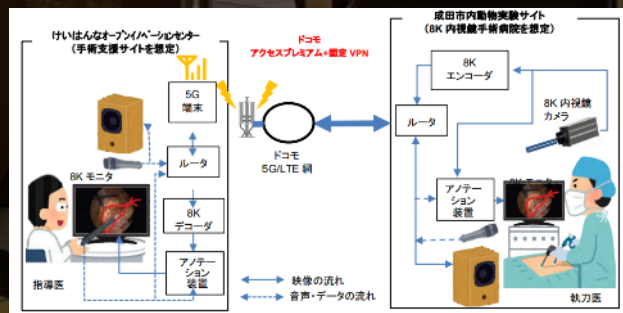 けいはんなオープンイノベーションセンター
(手術支援サイトを想定)
ドコモ
アクセスプレミアム+固定 VPN
成田市内動物実験サイト
(8K 内視鏡手術病院を想定)
5G
端末
8K
エンコーダ
8K 内視鏡
カメラ
ルータ
ルータ
ドコモ
5G/LTE 網
8K モニタ
8K モニタ
8K
デコーダ
アノテー
ション
装置
アノテー
ション
装置
指導医
映像の流れ
音声・データの流れ
執刀医